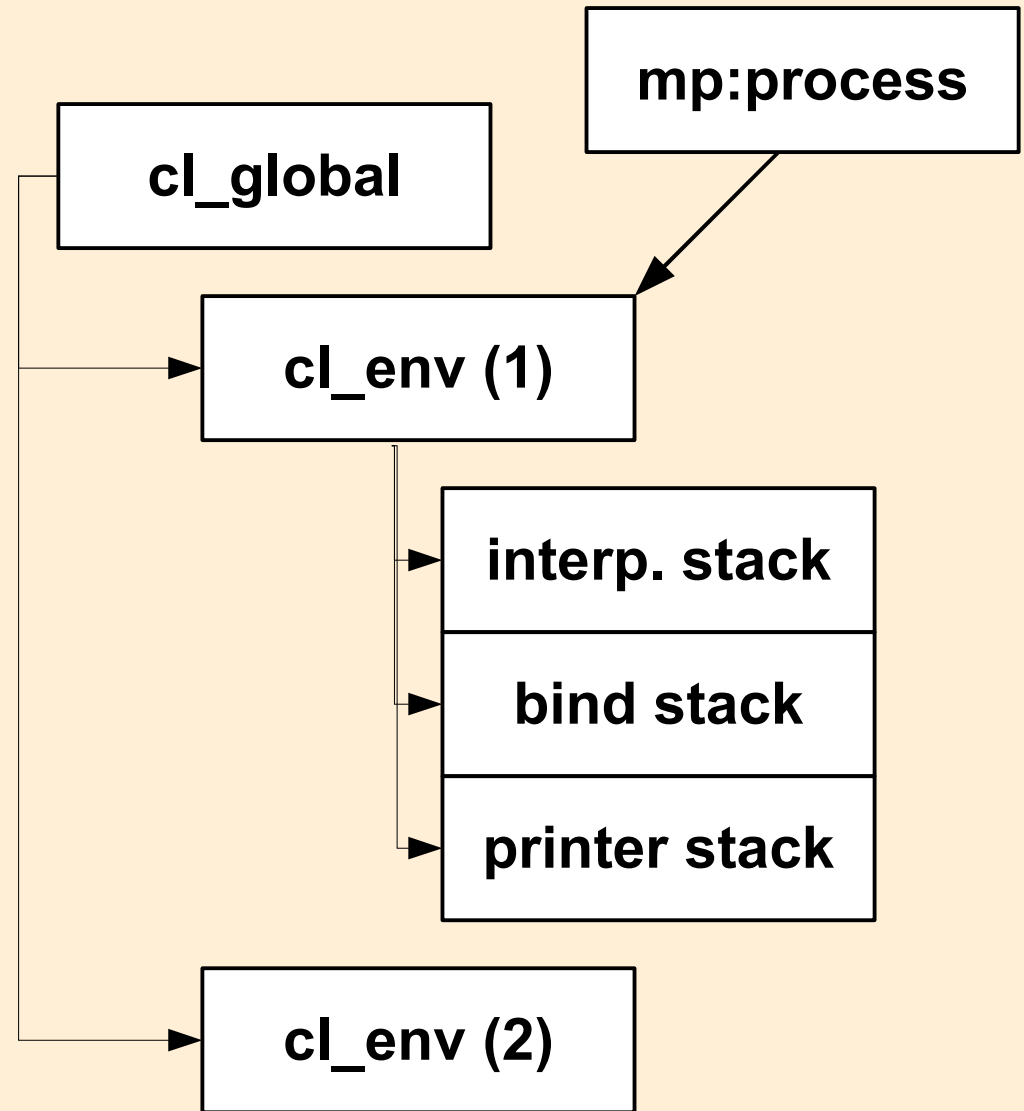 mp:process
cl_global
cl_env (1)
interp. stack
bind stack
printer stack
cl_env (2)